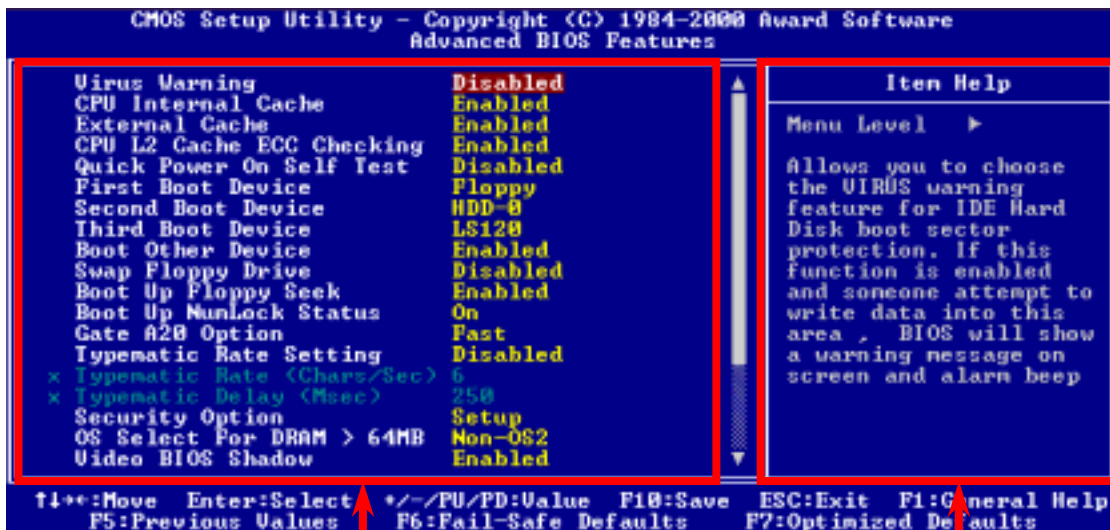 CMOS Setup Utility - Copyright (C) 1984-2000 Award Software
Advanced BIOS Features
Virus Warning Disabled
CPU Internal Cache Enabled
External Cache Enabled
CPU L2 Cache ECC Checking Enabled
Quick Power On Self Test Disabled
First Boot Device Floppy
Second Boot Device HDD-0
Third Boot Device LS120
Boot Other Device Enabled
Swap Floppy Drive Disabled
Boot Up Floppy Seek Enabled
Boot Up NumLock Status On
Gate A20 Option Fast
Typematic Rate Setting Disabled
x Typematic Rate (Chars/Sec) 6
x Typematic Delay (Msec) 250
Security Option Setup
OS Select For DRAM > 64MB Non-OS2
Video BIOS Shadow Enabled
Item Help
Menu Level ►
Allows you to choose
the VIRUS warning
feature for IDE Hard
Disk boot sector
protection. If this
function is enabled
and someone attempt to
write data into this
area , BIOS will show
a warning message on
screen and alarm beep
↑↓→←:Move Enter:Select +/-/PU/PD:Value F10:Save ESC:Exit F1:General Help
F5:Previous Values F6:Fail-Safe Defaults F7:Optimized Defaults